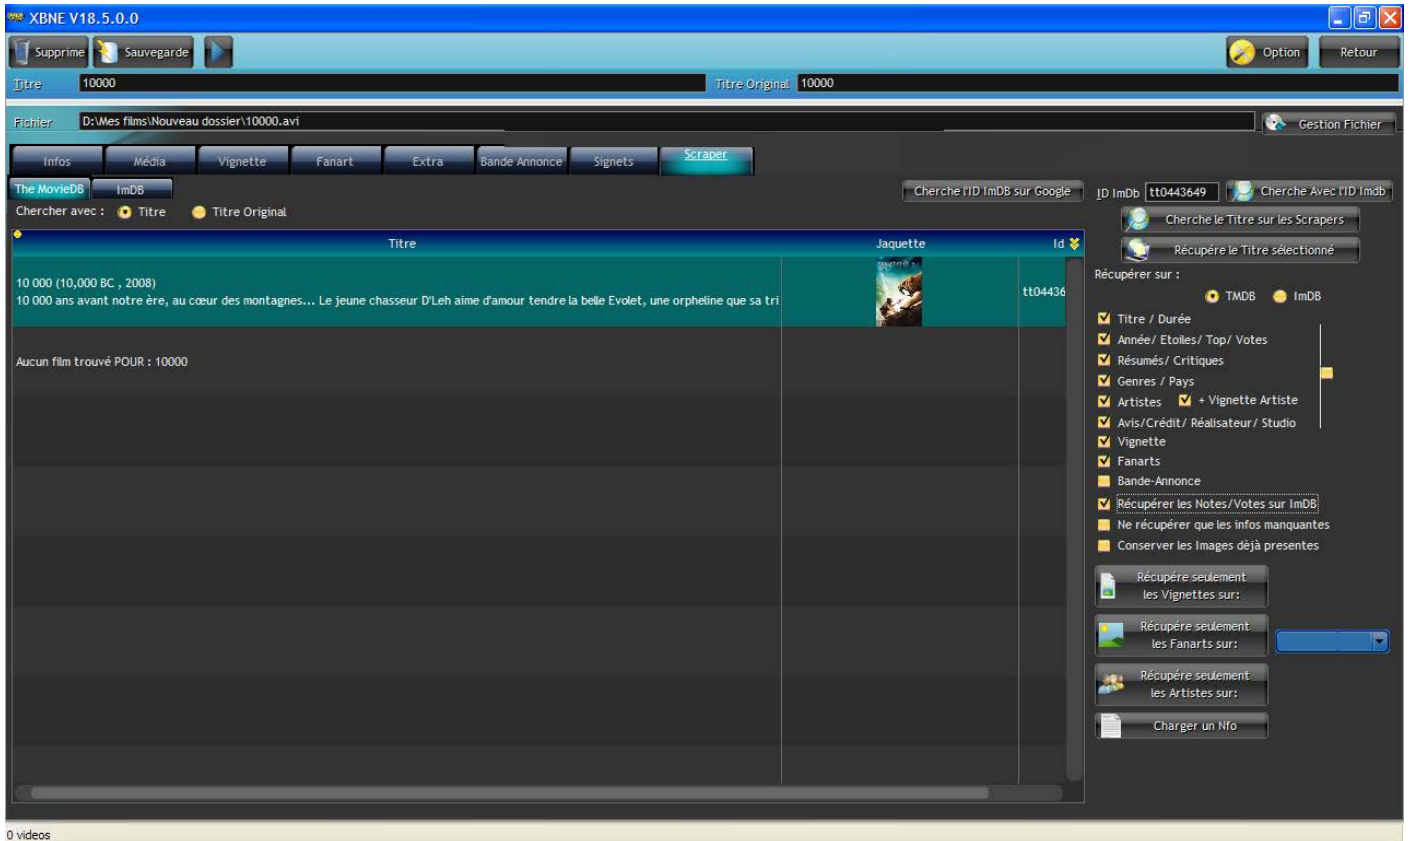 XBNE V18.5.0.0
Supprime Sauvegarde Option Retour
Titre 10000 Titre Original 10000
Fichier D:\Mes films\Nouveau dossier\10000.avi Gestion Fichier
Infos Média Vignette Fanart Extra Bande Annonce Signets Scraper
The MovieDB ImDB Cherche l'ID ImDB sur Google ID ImDb tt0443649 Cherche Avec l'ID Imdb
Chercher avec : Titre Titre Original
Cherche le Titre sur les Scrapers
Titre Jaquette Id
Récupére le Titre sélectionné
Récupérer sur :
10 000 (10,000 BC , 2008)
10 000 ans avant notre ère, au cœur des montagnes... Le jeune chasseur D'Leh aime d'amour tendre la belle Evolet, une orpheline que sa tri
tt04436
TMDB ImDB
Titre / Durée
Année/ Etoiles/ Top/ Votes
Aucun film trouvé POUR : 10000
Résumés/ Critiques
Genres / Pays
Artistes + Vignette Artiste
Avis/Crédit/ Réalisateur/ Studio
Vignette
Fanarts
Bande-Annonce
Récupérer les Notes/Votes sur ImDB
Ne récupérer que les infos manquantes
Conserver les Images dèjà presentes
Récupére seulement
les Vignettes sur:
Récupére seulement
les Fanarts sur:
Récupére seulement
les Artistes sur:
Charger un Nfo
0 videos